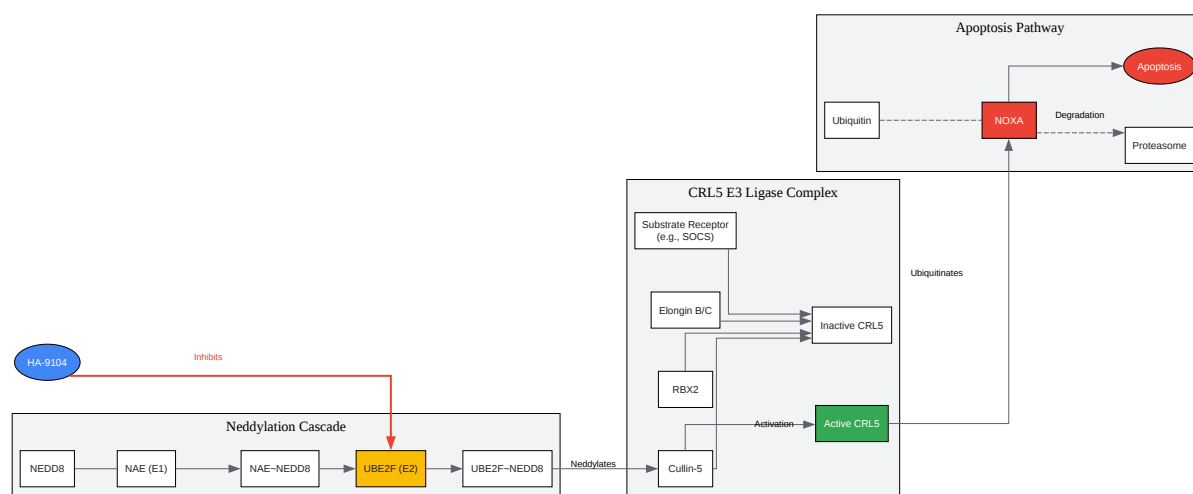 Apoptosis Pathway
Apoptosis
Ubiquitin
NOXA
Degradation
Proteasome
CRL5 E3 Ligase Complex
Substrate Receptor
(e.g., SOCS)
Ubiquitinates
Elongin B/C
Inactive CRL5
HA-9104
Inhibits
RBX2
Neddylation Cascade
Activation
Active CRL5
NEDD8
NAE (E1)
NAE~NEDD8
UBE2F (E2)
UBE2F~NEDD8
Neddylates
Cullin-5